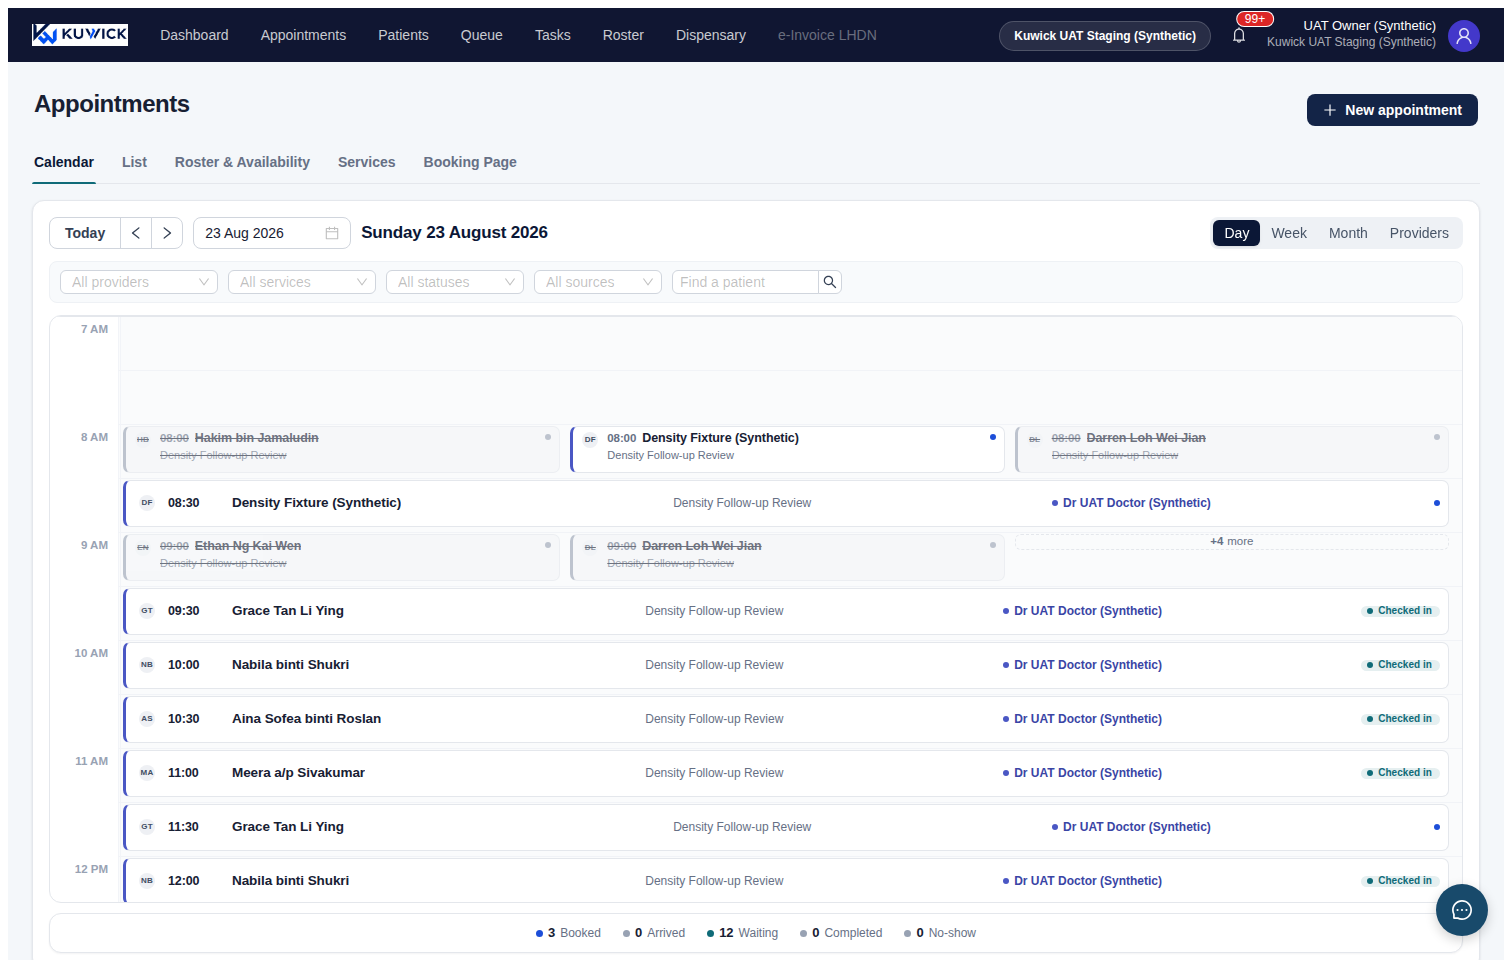 KUWICK
Dashboard
Appointments
Patients
Queue
Tasks
Roster
Dispensary
e-Invoice LHDN
Kuwick UAT Staging (Synthetic)
99+
UAT Owner (Synthetic)
Kuwick UAT Staging (Synthetic)
Appointments
New appointment
Calendar
List
Roster & Availability
Services
Booking Page
Today
23 Aug 2026
Sunday 23 August 2026
Day
Week
Month
Providers
All providers
All services
All statuses
All sources
Find a patient
7 AM
8 AM
HB 08:00 Hakim bin Jamaludin
Density Follow-up Review
DF 08:00 Density Fixture (Synthetic)
Density Follow-up Review
DL 08:00 Darren Loh Wei Jian
Density Follow-up Review
DF 08:30 Density Fixture (Synthetic) Density Follow-up Review Dr UAT Doctor (Synthetic)
9 AM
EN 09:00 Ethan Ng Kai Wen
Density Follow-up Review
DL 09:00 Darren Loh Wei Jian
Density Follow-up Review
+4 more
GT 09:30 Grace Tan Li Ying Density Follow-up Review Dr UAT Doctor (Synthetic) Checked in
10 AM
NB 10:00 Nabila binti Shukri Density Follow-up Review Dr UAT Doctor (Synthetic) Checked in
AS 10:30 Aina Sofea binti Roslan Density Follow-up Review Dr UAT Doctor (Synthetic) Checked in
11 AM
MA 11:00 Meera a/p Sivakumar Density Follow-up Review Dr UAT Doctor (Synthetic) Checked in
GT 11:30 Grace Tan Li Ying Density Follow-up Review Dr UAT Doctor (Synthetic)
12 PM
NB 12:00 Nabila binti Shukri Density Follow-up Review Dr UAT Doctor (Synthetic) Checked in
3 Booked
0 Arrived
12 Waiting
0 Completed
0 No-show